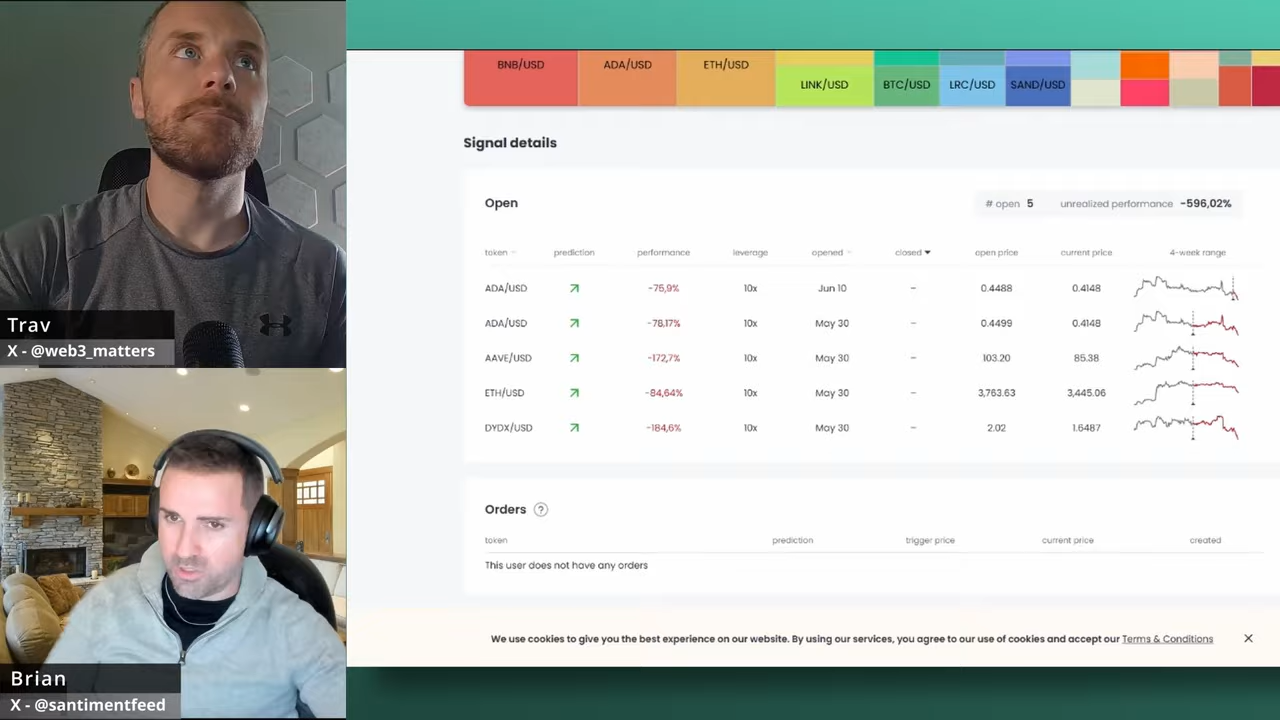 Trav
X - @web3_matters
Brian
X - @santimentfeed
BNB/USD ADA/USD ETH/USD
LINK/USD BTC/USD LRC/USD SAND/USD
Signal details
Open # open 5 unrealized performance -596,02%
token prediction performance leverage opened closed open price current price 4-week range
ADA/USD -75,9% 10x Jun 10 – 0.4488 0.4148
ADA/USD -78,17% 10x May 30 – 0.4499 0.4148
AAVE/USD -172,7% 10x May 30 – 103.20 85.38
ETH/USD -84,64% 10x May 30 – 3,763.63 3,445.06
DYDX/USD -184,6% 10x May 30 – 2.02 1.6487
Orders ?
token prediction trigger price current price created
This user does not have any orders
We use cookies to give you the best experience on our website. By using our services, you agree to our use of cookies and accept our Terms & Conditions